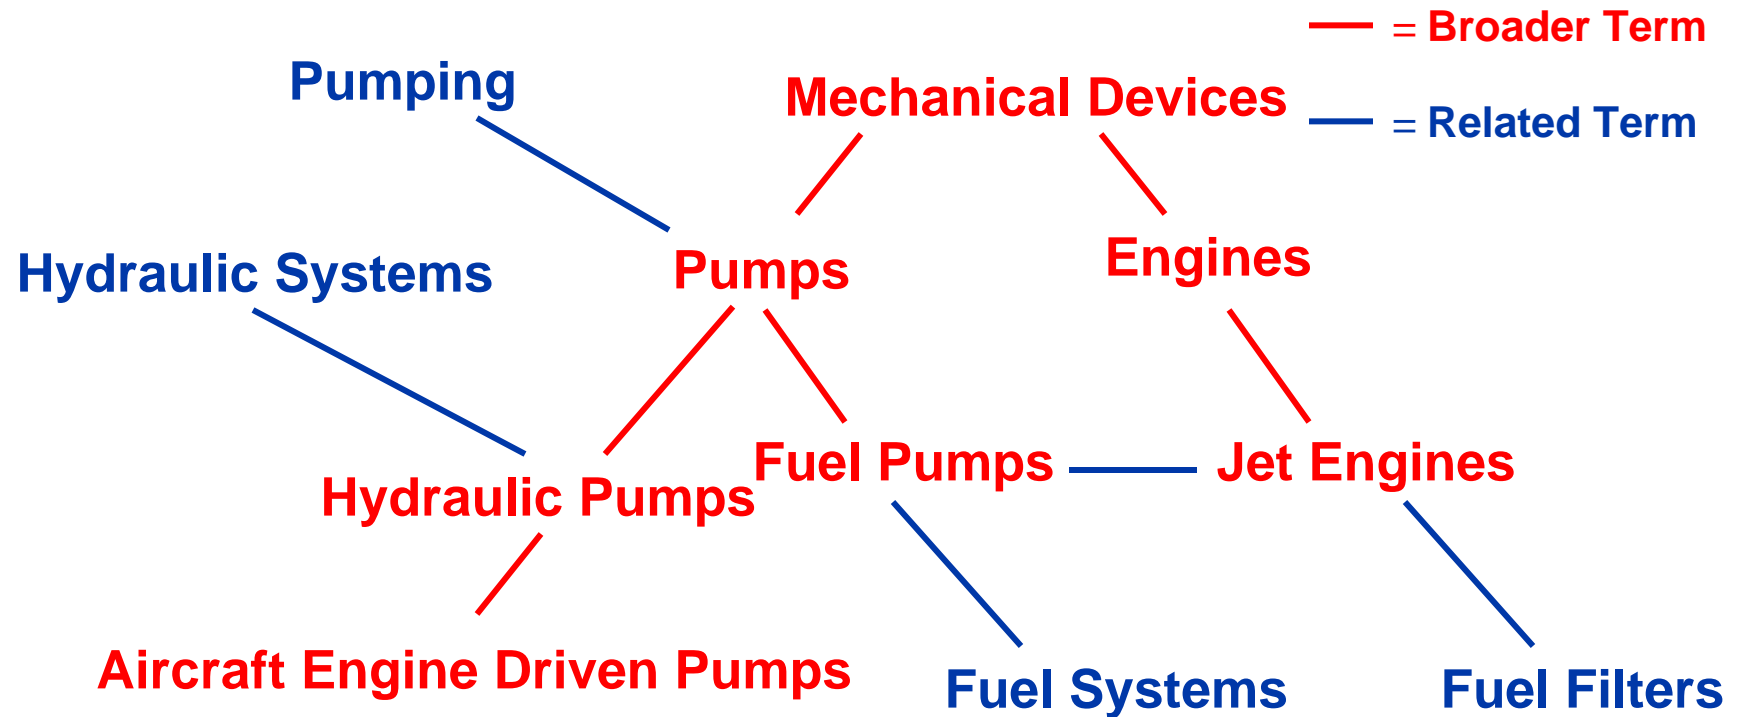 = Broader Term
Pumping
Mechanical Devices
= Related Term
Hydraulic Systems
Pumps
Engines
Fuel Pumps
Jet Engines
Hydraulic Pumps
Aircraft Engine Driven Pumps
Fuel Systems
Fuel Filters